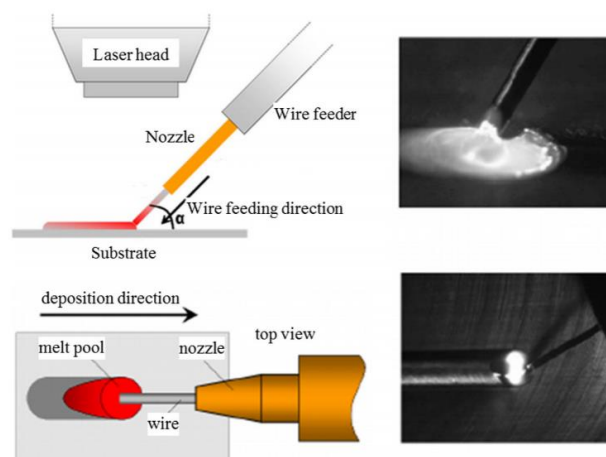 Laser head
Wire feeder
Nozzle
α
Wire feeding direction
Substrate
deposition direction
top view
melt pool
nozzle
wire